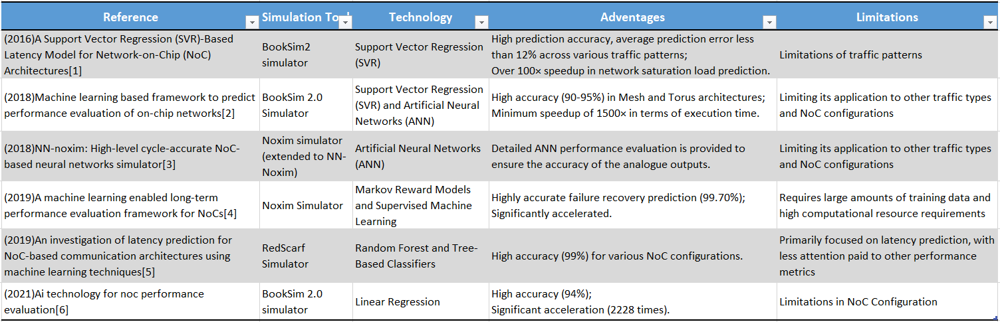 Reference
Simulation Tool
Technology
Advantages
Limitations
(2016)A Support Vector Regression (SVR)-Based
Latency Model for Network-on-Chip (NoC)
Architectures[1]
BookSim2
simulator
Support Vector Regression
(SVR)
High prediction accuracy, average prediction error less
than 12% across various traffic patterns;
Over 100× speedup in network saturation load prediction.
Limitations of traffic patterns
(2018)Machine learning based framework to predict
performance evaluation of on-chip networks[2]
BookSim 2.0
Simulator
Support Vector Regression
(SVR) and Artificial Neural
Networks (ANN)
High accuracy (90-95%) in Mesh and Torus architectures;
Minimum speedup of 1500× in terms of execution time.
Limiting its application to other traffic types
and NoC configurations
(2018)NN-noxim: High-level cycle-accurate NoC-
based neural networks simulator[3]
Noxim simulator
(extended to NN-
Noxim)
Artificial Neural Networks
(ANN)
Detailed ANN performance evaluation is provided to
ensure the accuracy of the analogue outputs.
Limiting its application to other traffic types
and NoC configurations
(2019)A machine learning enabled long-term
performance evaluation framework for NoCs[4]
Noxim Simulator
Markov Reward Models
and Supervised Machine
Learning
Highly accurate failure recovery prediction (99.70%);
Significantly accelerated.
Requires large amounts of training data and
high computational resource requirements
(2019)An investigation of latency prediction for
NoC-based communication architectures using
machine learning techniques[5]
RedScarf
Simulator
Random Forest and Tree-
Based Classifiers
High accuracy (99%) for various NoC configurations.
Primarily focused on latency prediction, with
less attention paid to other performance
metrics
(2021)Ai technology for noc performance
evaluation[6]
BookSim 2.0
simulator
Linear Regression
High accuracy (94%);
Significant acceleration (2228 times).
Limitations in NoC Configuration